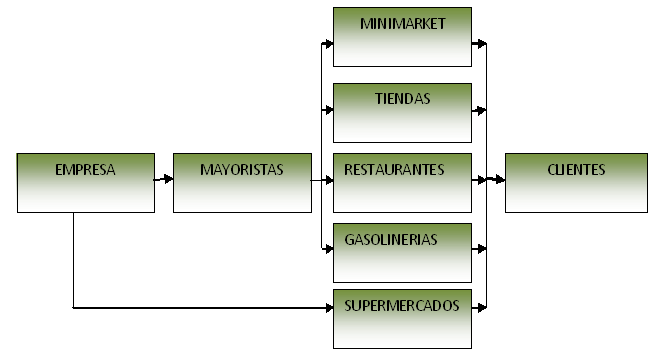 MINIMARKET
TIENDAS
EMPRESA
MAYORISTAS
RESTAURANTES
CLIENTES
GASOLINERIAS
SUPERMERCADOS